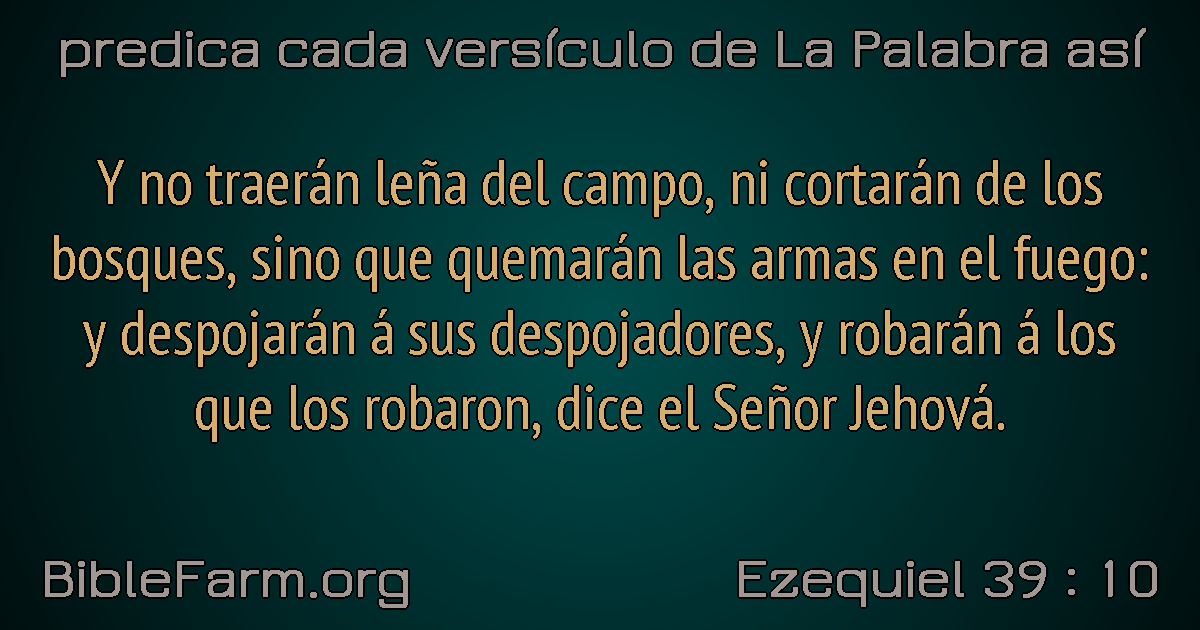 predica cada versículo de La Palabra así
Y no traerán leña del campo, ni cortarán de los
bosques, sino que quemarán las armas en el fuego:
y despojarán á sus despojadores, y robarán á los
que los robaron, dice el Señor Jehová.
BibleFarm.org
Ezequiel 39 : 10